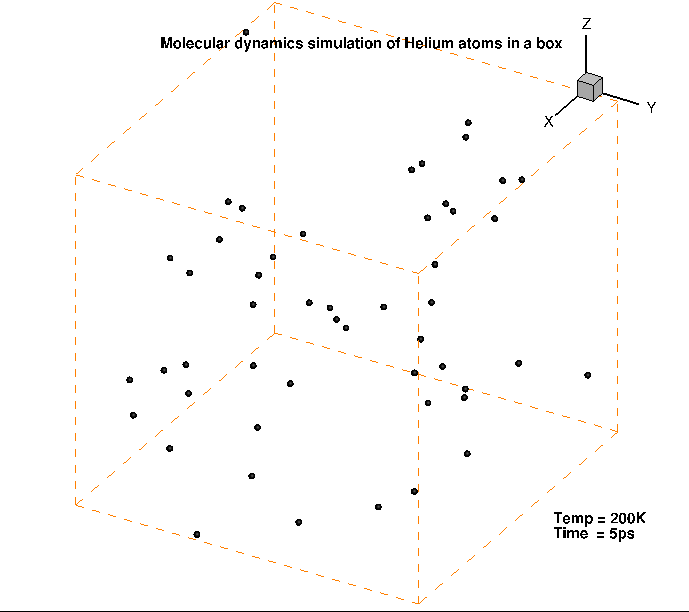 Molecular dynamics simulation of Helium atoms in a box
Z
Y
X
Temp = 200K
Time = 5ps